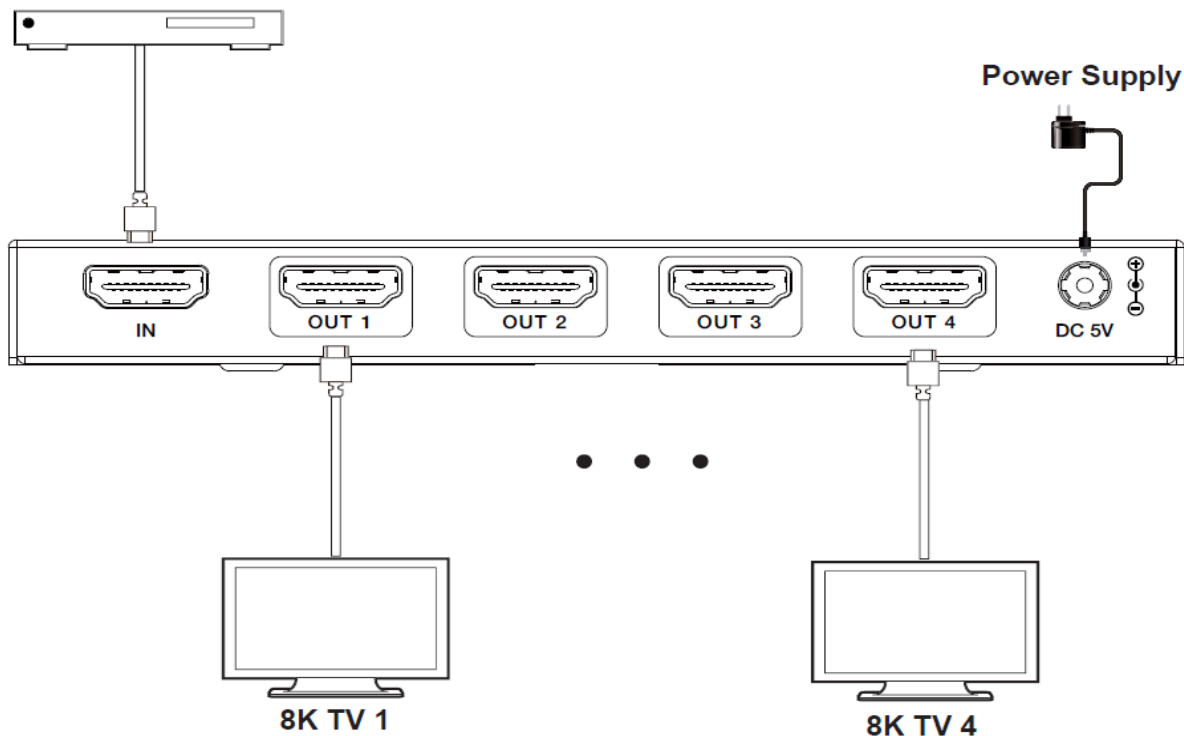 Power Supply
IN
OUT 1
OUT 2
OUT 3
OUT 4
DC 5V
8K TV 1
8K TV 4